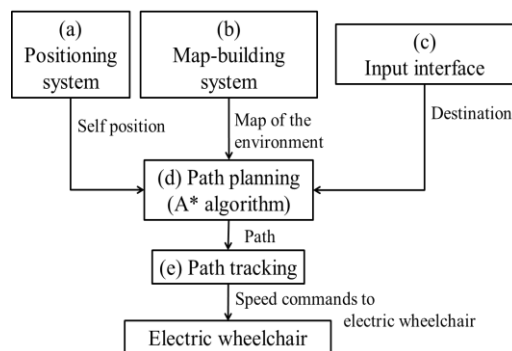 (a)
Positioning
system
(b)
Map-building
system
(c)
Input interface
Self position
Map of the
environment
Destination
(d) Path planning
(A* algorithm)
Path
(e) Path tracking
Speed commands to
electric wheelchair
Electric wheelchair